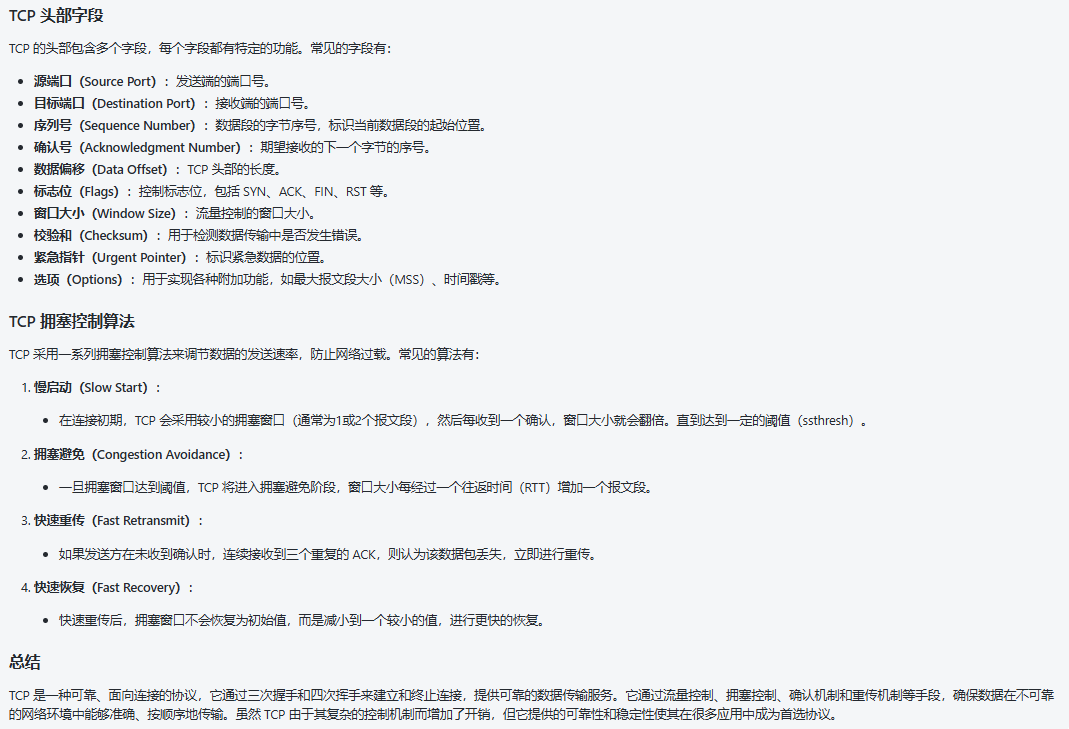 TCP 头部字段
TCP 的头部包含多个字段，每个字段都有特定的功能。常见的字段有：
• 源端口（Source Port）：发送端的端口号。
• 目标端口（Destination Port）：接收端的端口号。
• 序列号（Sequence Number）：数据段的字节序号，标识当前数据段的起始位置。
• 确认号（Acknowledgment Number）：期望接收的下一个字节的序号。
• 数据偏移（Data Offset）：TCP 头部的长度。
• 标志位（Flags）：控制标志位，包括 SYN、ACK、FIN、RST 等。
• 窗口大小（Window Size）：流量控制的窗口大小。
• 校验和（Checksum）：用于检测数据传输中是否发生错误。
• 紧急指针（Urgent Pointer）：标识紧急数据的位置。
• 选项（Options）：用于实现各种附加功能，如最大报文段大小（MSS）、时间戳等。
TCP 拥塞控制算法
TCP 采用一系列拥塞控制算法来调节数据的发送速率，防止网络过载。常见的算法有：
1. 慢启动（Slow Start）：
• 在连接初期，TCP 会采用较小的拥塞窗口（通常为1或2个报文段），然后每收到一个确认，窗口大小就会翻倍。直到达到一定的阈值（ssthresh）。
2. 拥塞避免（Congestion Avoidance）：
• 一旦拥塞窗口达到阈值，TCP 将进入拥塞避免阶段，窗口大小每经过一个往返时间（RTT）增加一个报文段。
3. 快速重传（Fast Retransmit）：
• 如果发送方在未收到确认时，连续接收到三个重复的 ACK，则认为该数据包丢失，立即进行重传。
4. 快速恢复（Fast Recovery）：
• 快速重传后，拥塞窗口不会恢复为初始值，而是减小到一个较小的值，进行更快的恢复。
总结
TCP 是一种可靠、面向连接的协议，它通过三次握手和四次挥手来建立和终止连接，提供可靠的数据传输服务。它通过流量控制、拥塞控制、确认机制和重传机制等手段，确保数据在不可靠
的网络环境中能够准确、按顺序地传输。虽然 TCP 由于其复杂的控制机制而增加了开销，但它提供的可靠性和稳定性使其在很多应用中成为首选协议。